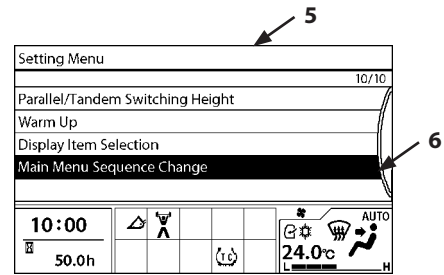 5
Setting Menu
10/10
Parallel/Tandem Switching Height
Warm Up
Display Item Selection
Main Menu Sequence Change
6
10:00
50.0h
(TC)
AUTO
24.0℃
L
H